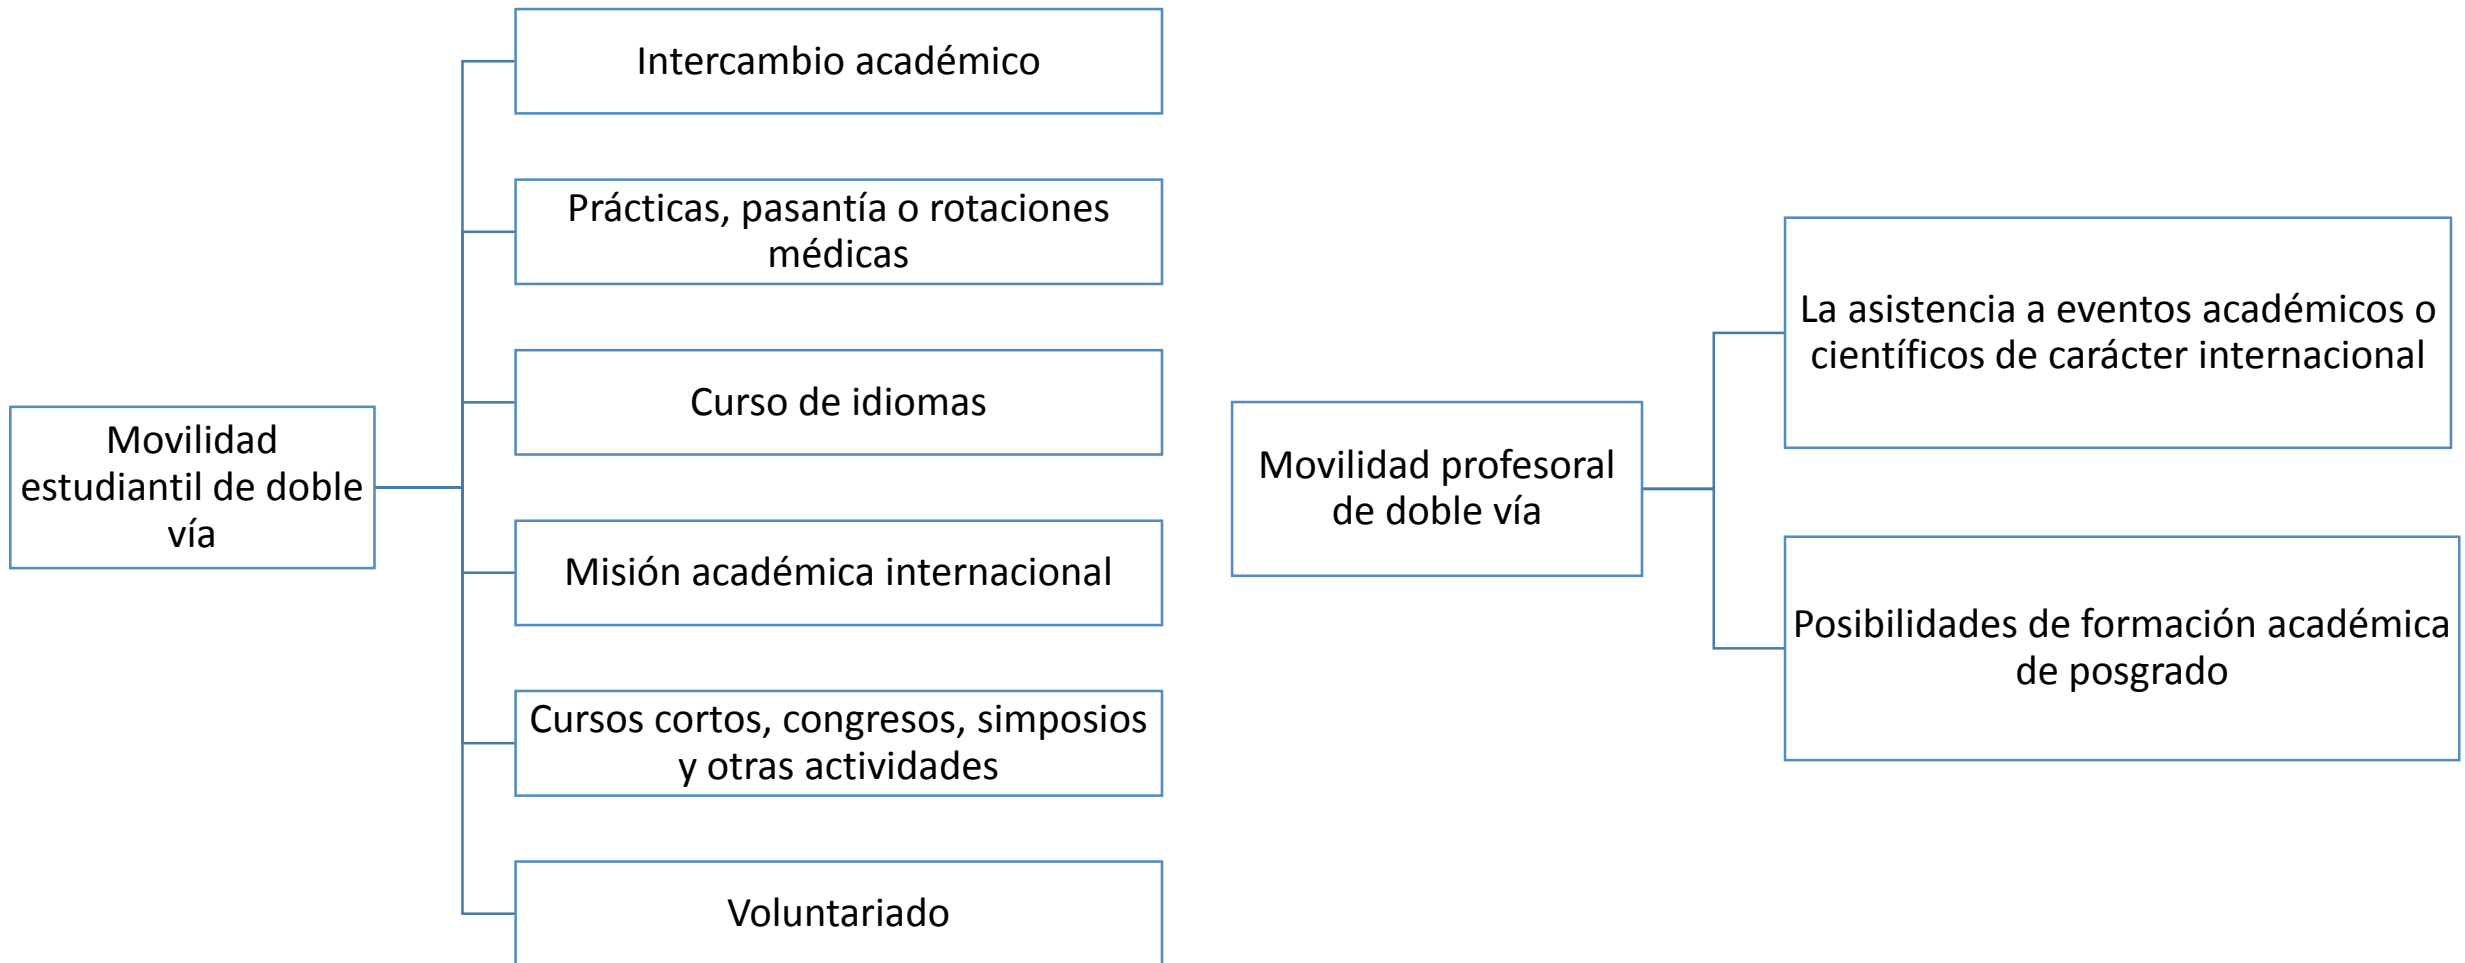 Movilidad
estudiantil de doble
vía
Intercambio académico
Prácticas, pasantía o rotaciones
médicas
Curso de idiomas
Misión académica internacional
Cursos cortos, congresos, simposios
y otras actividades
Voluntariado
Movilidad profesoral
de doble vía
La asistencia a eventos académicos o
científicos de carácter internacional
Posibilidades de formación académica
de posgrado